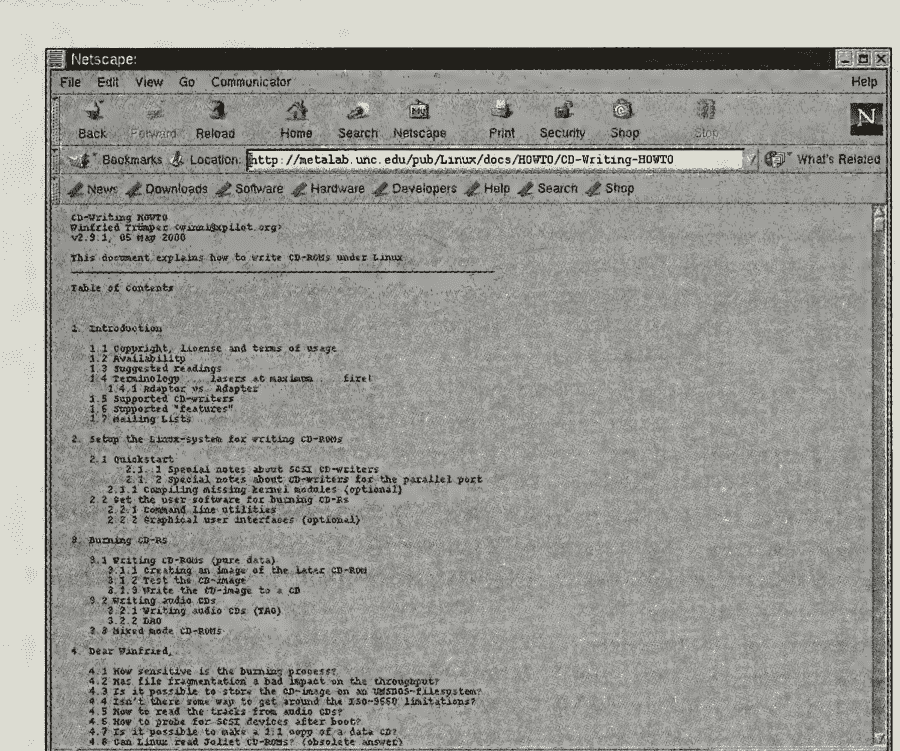 Netscape:
File Edit View Go Communicator Help
Back Forward Reload Home Search Netscape Print Security Shop Stop
N
Bookmarks Location: http://metalab.unc.edu/pub/Linux/docs/HOWTO/CD-Writing-HOWTO What's Related
News Downloads Software Hardware Developers Help Search Shop
CD-Writing HOWTO
Winfried Trümper <winni@xpilot.org>
v2.9.1, 05 May 2000
This document explains how to write CD-ROMs under Linux
Table of Contents
1. Introduction
1.1 Copyright, License and terms of usage
1.2 Availability
1.3 Suggested readings
1.4 Terminology ... lasers at maximum ... fire!
1.4.1 Adaptor vs. Adapter
1.5 Supported CD-writers
1.6 Supported "features"
1.7 Mailing Lists
2. Setup the Linux-system for writing CD-ROMs
2.1 Quickstart
2.1. 1 Special notes about SCSI CD-writers
2.1. 2 Special notes about CD-writers for the parallel port
2.1.1 Compiling missing kernel modules (optional)
2.2 Get the user software for burning CD-Rs
2.2.1 Command line utilities
2.2.2 Graphical user interfaces (optional)
3. Burning CD-Rs
3.1 Writing CD-ROMs (pure data)
3.1.1 Creating an image of the later CD-ROM
3.1.2 Test the CD-image
3.1.3 Write the CD-image to a CD
3.2 Writing audio CDs
3.2.1 Writing audio CDs (TAO)
3.2.2 DAO
3.3 Mixed mode CD-ROMs
4. Dear Winfried,
4.1 How sensitive is the burning process?
4.2 Has file fragmentation a bad impact on the throughput?
4.3 Is it possible to store the CD-image on an UMSDOS-filesystem?
4.4 Isn't there some way to get around the ISO-9660 limitations?
4.5 How to read the tracks from audio CDs?
4.6 How to probe for SCSI devices after boot?
4.7 Is it possible to make a 1:1 copy of a data CD?
4.8 Can Linux read Joliet CD-ROMs? (obsolete answer)